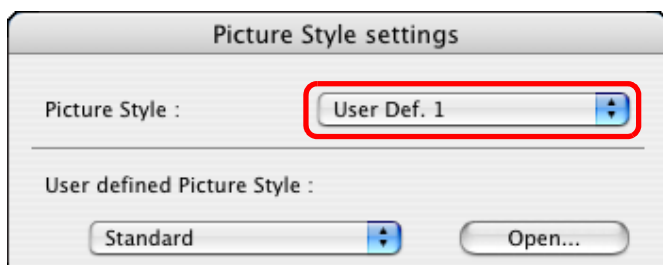 Picture Style settings
Picture Style : User Def. 1
User defined Picture Style :
Standard Open...